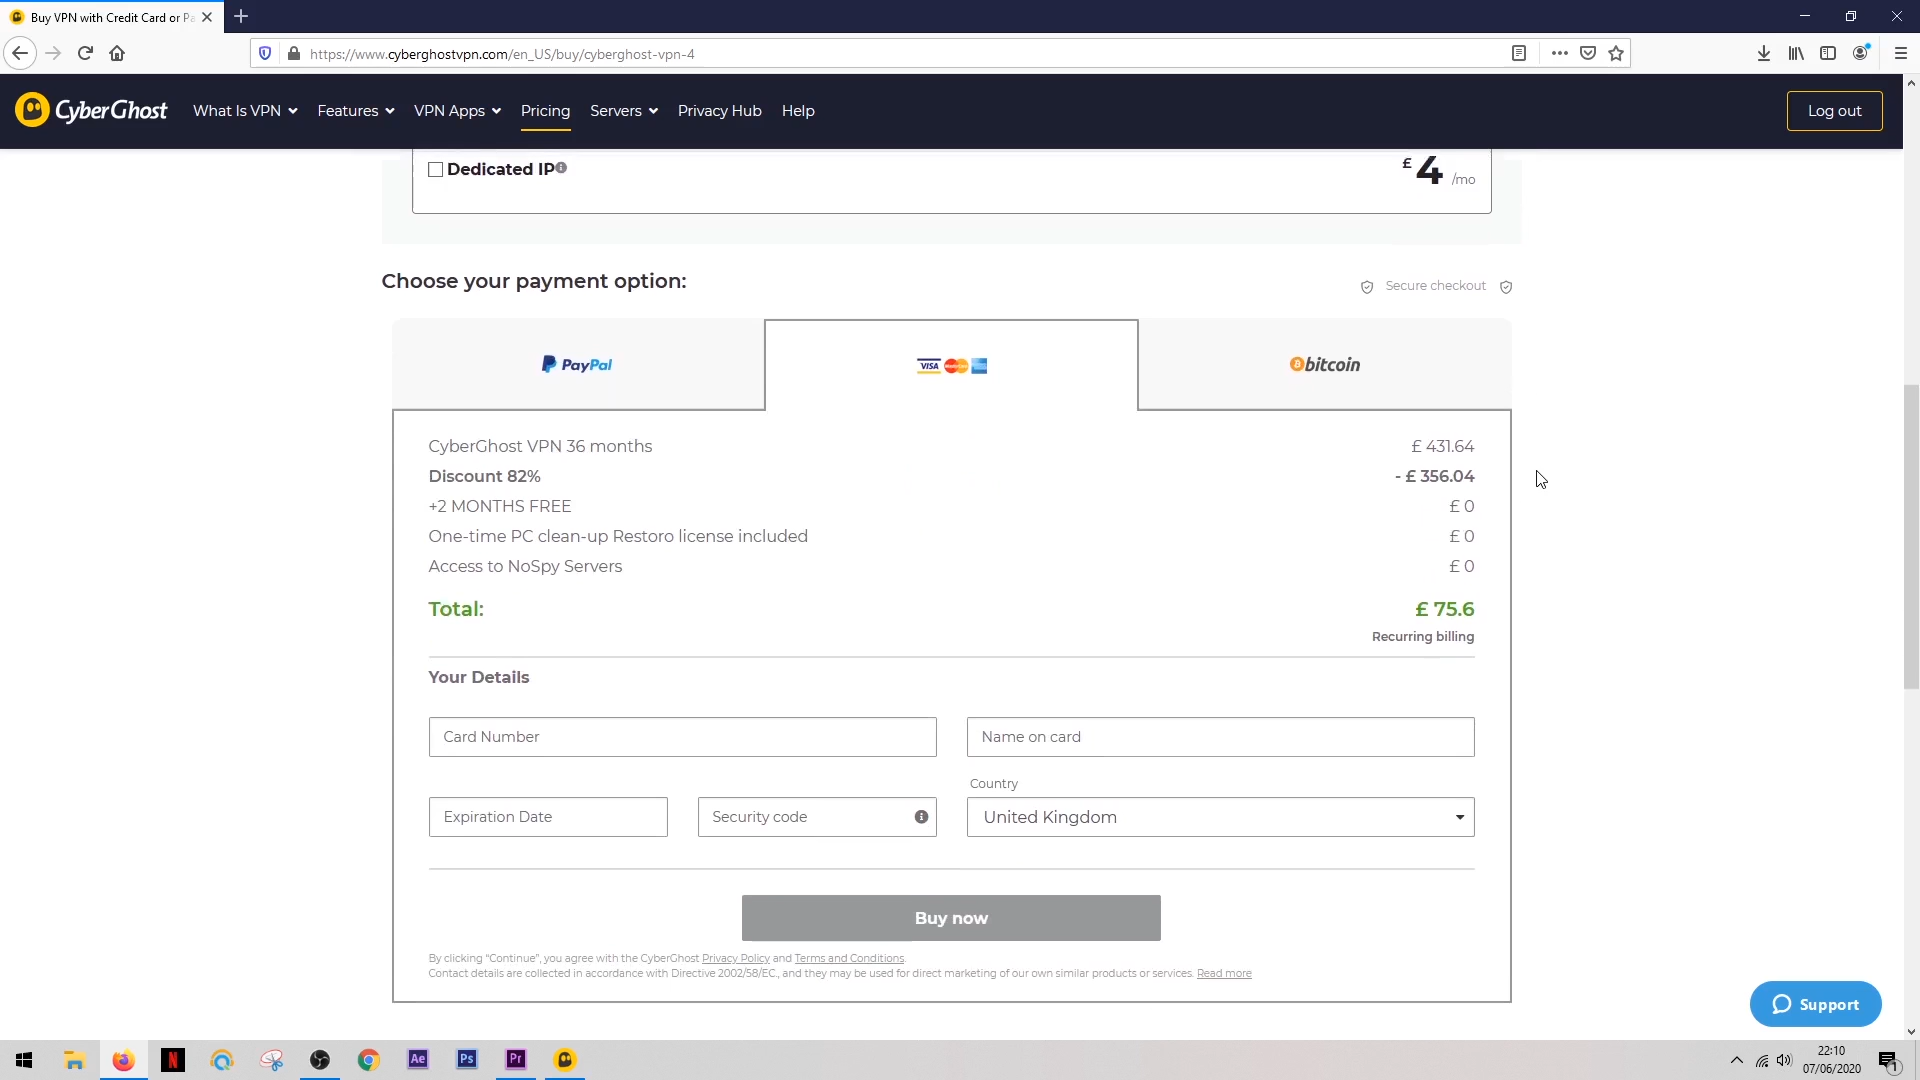 Buy VPN with Credit Card or Pa
https://www.cyberghostvpn.com/en_US/buy/cyberghost-vpn-4
CyberGhost What Is VPN Features VPN Apps Pricing Servers Privacy Hub Help Log out
Dedicated IP £ 4 /mo
Choose your payment option: Secure checkout
PayPal VISA MasterCard bitcoin
CyberGhost VPN 36 months £ 431.64
Discount 82% - £ 356.04
+2 MONTHS FREE £ 0
One-time PC clean-up Restoro license included £ 0
Access to NoSpy Servers £ 0
Total: £ 75.6
Recurring billing
Your Details
Card Number Name on card
Country
Expiration Date Security code United Kingdom
Buy now
By clicking “Continue”, you agree with the CyberGhost Privacy Policy and Terms and Conditions.
Contact details are collected in accordance with Directive 2002/58/EC., and they may be used for direct marketing of our own similar products or services. Read more
Support
N Ae Ps Pr 22:10
07/06/2020 1